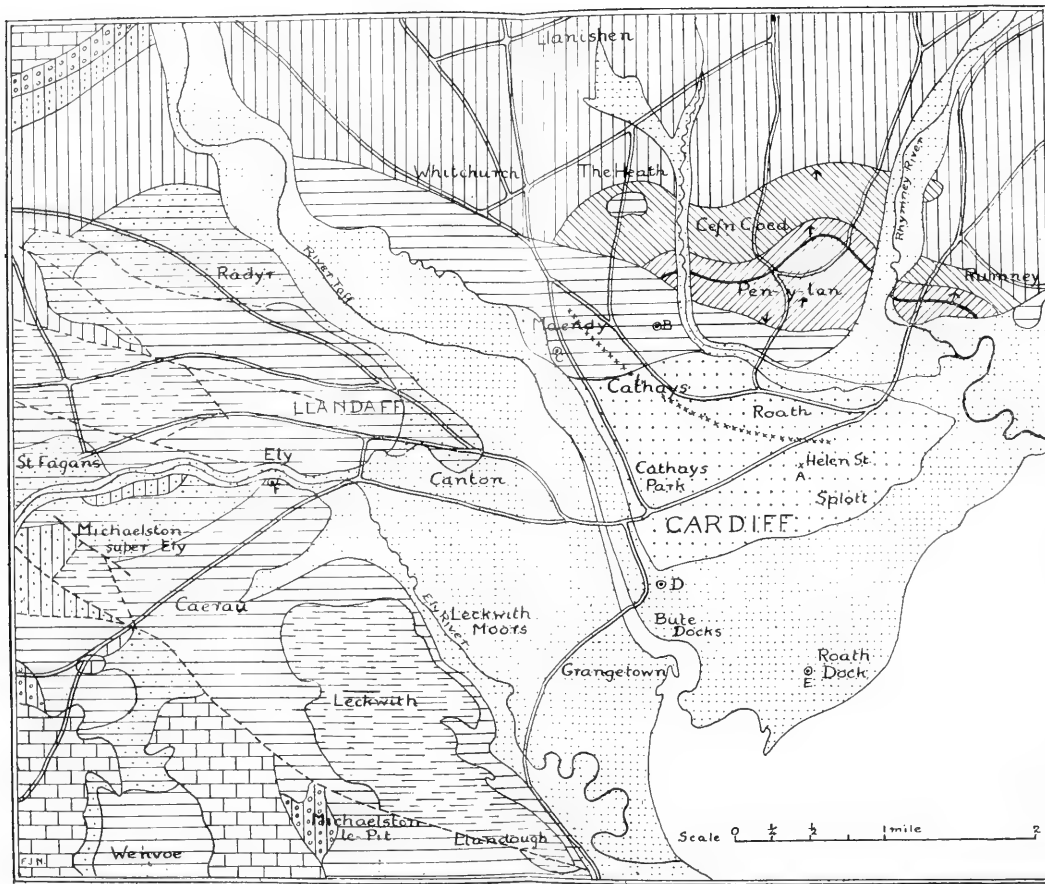 Llanishen
Whitchurch
The Heath
Cefn Coed
Rhymney River
Radyr
River Taff
Pen-y-lan
Rumney
Maendy
B
Cathays
LLANDAFF
Roath
St Fagans
Ely
Canton
Cathays
Park
Helen St.
A
Splott
CARDIFF
Michaelston-
super Ely
D
Caerau
Ely River
Leckwith
Moors
Bute
Docks
Grangetown
Roath
Dock
E
Leckwith
Michaelston
le-Pit
Llandough
Scale 0 ¼ ½ 1 mile 2
Wenvoe
F.J.N.